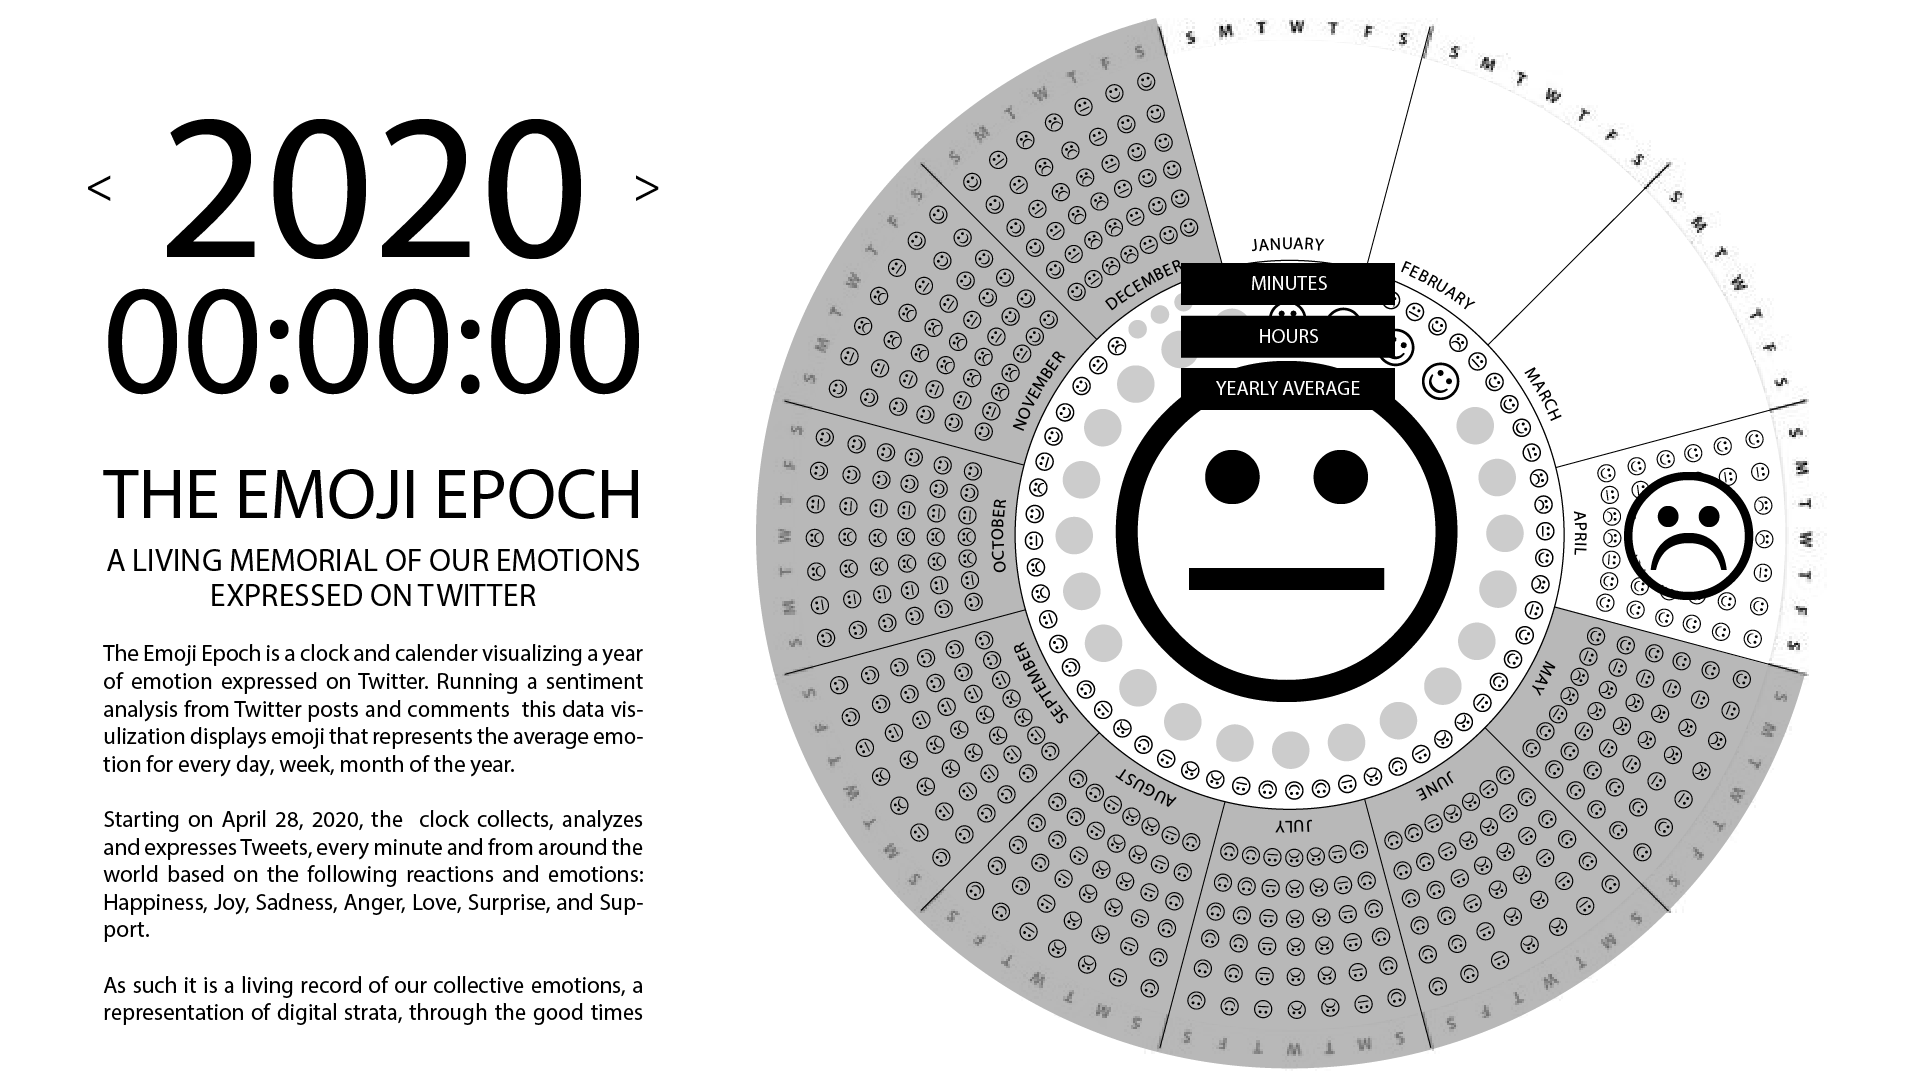 < 2020 >
00:00:00
THE EMOJI EPOCH
A LIVING MEMORIAL OF OUR EMOTIONS
EXPRESSED ON TWITTER
The Emoji Epoch is a clock and calender visualizing a year
of emotion expressed on Twitter. Running a sentiment
analysis from Twitter posts and comments this data vis-
ulization displays emoji that represents the average emo-
tion for every day, week, month of the year.
Starting on April 28, 2020, the clock collects, analyzes
and expresses Tweets, every minute and from around the
world based on the following reactions and emotions:
Happiness, Joy, Sadness, Anger, Love, Surprise, and Sup-
port.
As such it is a living record of our collective emotions, a
representation of digital strata, through the good times
S M T W T F S
JANUARY
S M T W T F S
FEBRUARY
S M T W T F S
MARCH
S M T W T F S
APRIL
S M T W T F S
MAY
S M T W T F S
JUNE
S M T W T F S
JULY
S M T W T F S
AUGUST
S M T W T F S
SEPTEMBER
S M T W T F S
OCTOBER
S M T W T F S
NOVEMBER
S M T W T F S
DECEMBER
MINUTES
HOURS
YEARLY AVERAGE